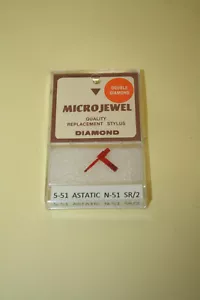 DOUBLE
DIAMOND
MICROJEWEL
QUALITY
REPLACEMENT STYLUS
DIAMOND
S-51 ASTATIC N-51 SR/2